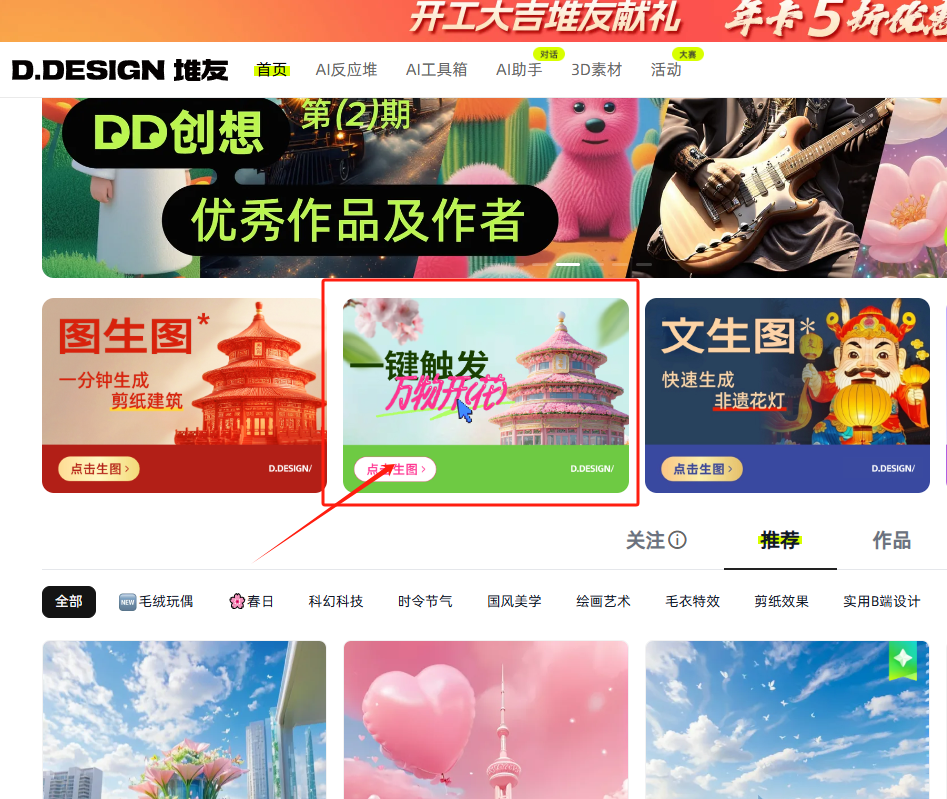 开工大吉堆友献礼 年卡5折优惠
D.DESIGN 堆友
首页
AI反应堆
AI工具箱
AI助手
对话
3D素材
活动
大赛
DD创想
第(2)期
优秀作品及作者
图生图*
一分钟生成
剪纸建筑
点击生图 ›
D.DESIGN/
一键触发
万物开(花)
点击生图 ›
D.DESIGN/
文生图*
快速生成
非遗花灯
点击生图 ›
D.DESIGN/
关注
推荐
作品
全部
NEW 毛绒玩偶
春日
科幻科技
时令节气
国风美学
绘画艺术
毛衣特效
剪纸效果
实用B端设计